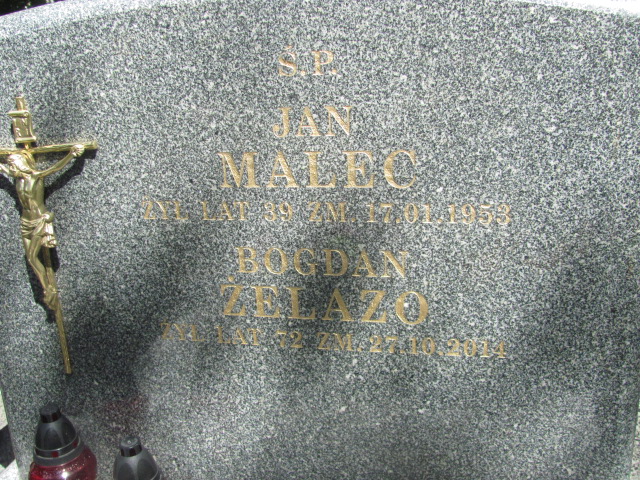 Ś.P.
JAN
MALEC
ŻYŁ LAT 39 ZM. 17.01.1953
BOGDAN
ŻELAZO
ŻYŁ LAT 72 ZM. 27.10.2014